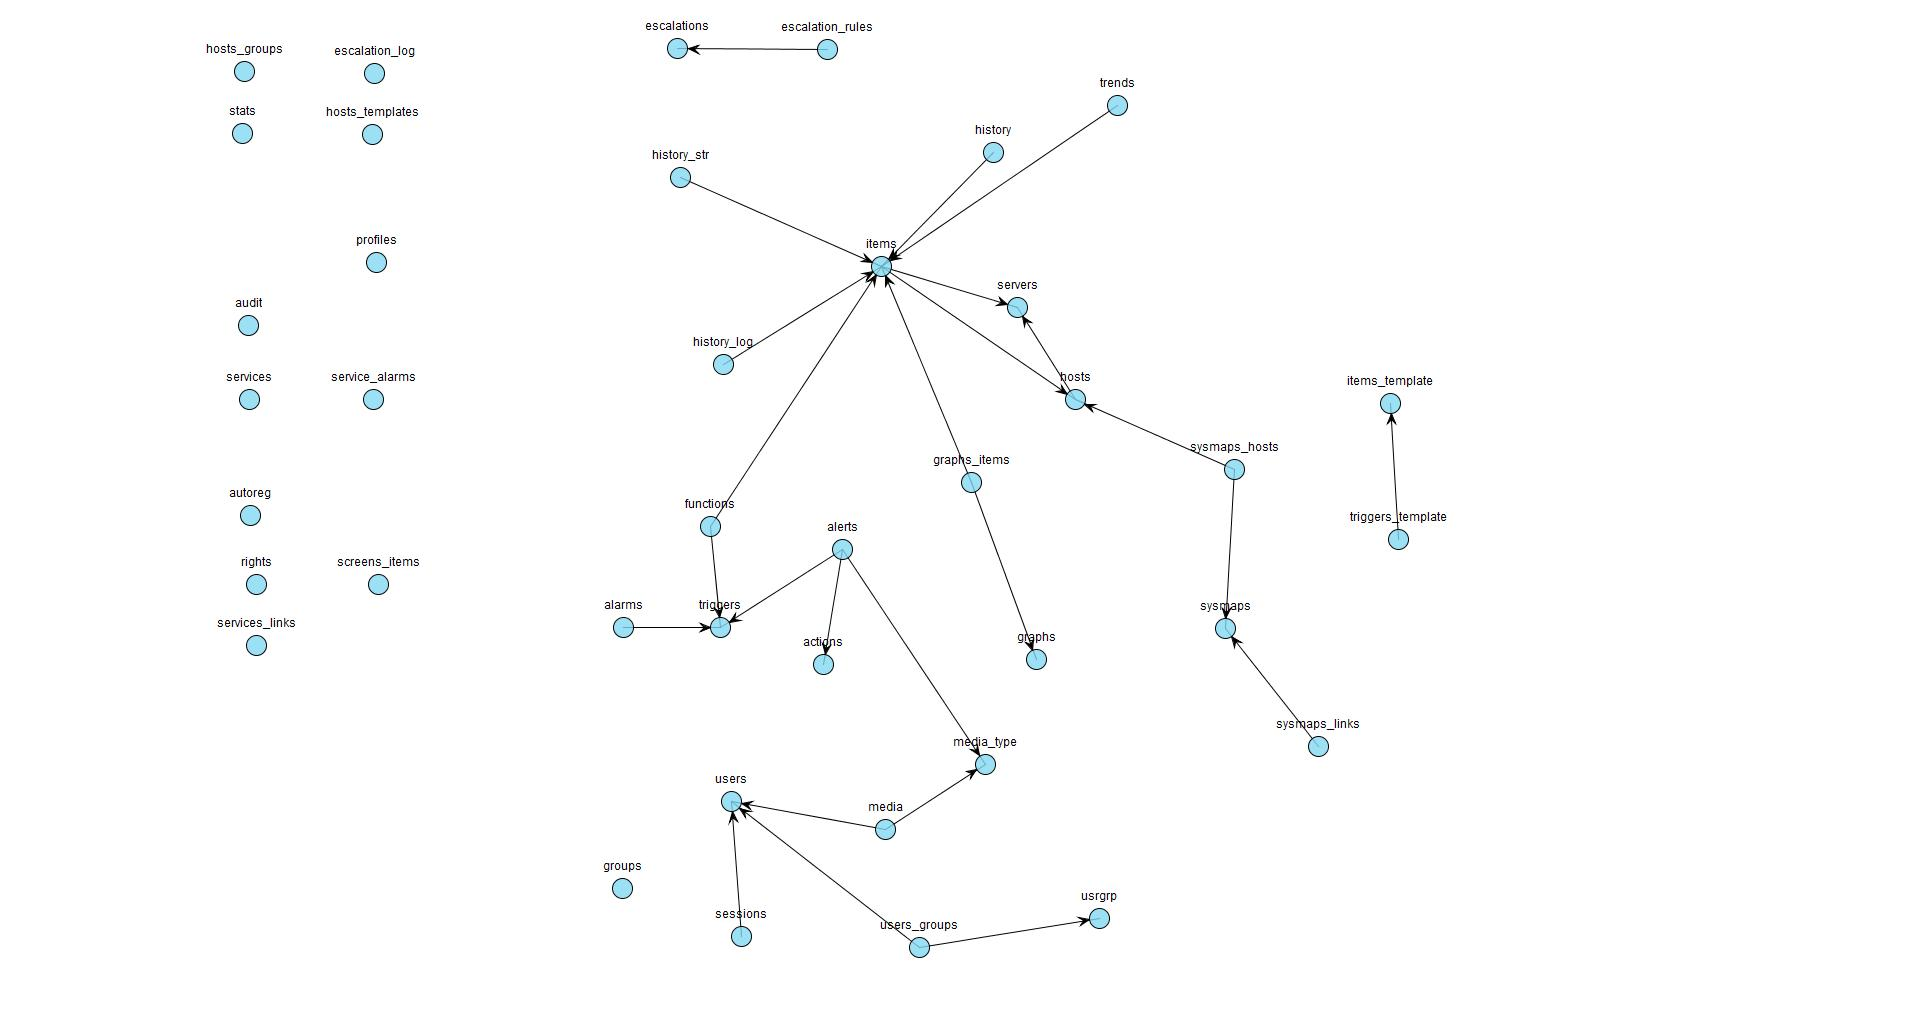 escalations
escalation_rules
hosts_groups
escalation_log
trends
stats
hosts_templates
history
history_str
profiles
items
servers
audit
history_log
services
service_alarms
hosts
items_template
sysmaps_hosts
graphs_items
autoreg
functions
triggers_template
alerts
rights
screens_items
alarms
triggers
sysmaps
services_links
actions
graphs
sysmaps_links
media_type
users
media
groups
usrgrp
sessions
users_groups